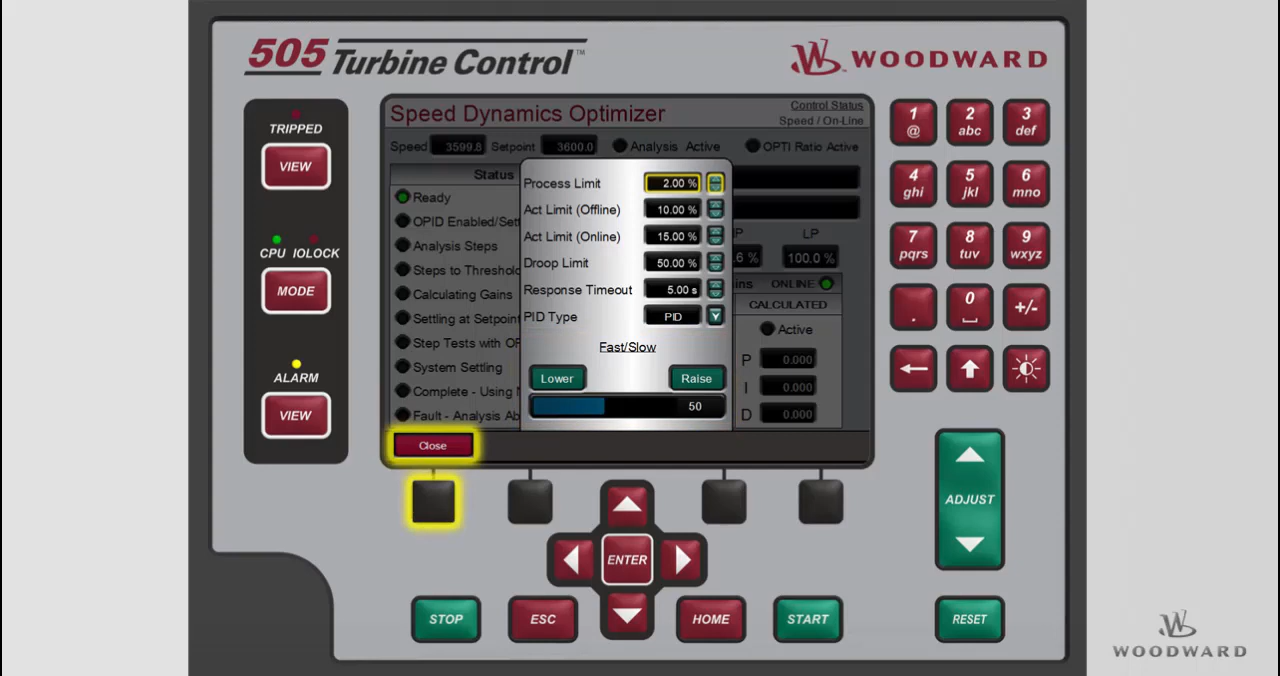 505 Turbine Control™
WOODWARD
TRIPPED
VIEW
CPU IOLOCK
MODE
ALARM
VIEW
Speed Dynamics Optimizer
Control Status
Speed / On-Line
Speed 3599.8 Setpoint 3600.0 Analysis Active OPTI Ratio Active
Status
Ready
OPID Enabled/Sett
Analysis Steps
Steps to Threshold
Calculating Gains
Settling at Setpoint
Step Tests with OP
System Settling
Complete - Using N
Fault - Analysis Ab
Process Limit 2.00 %
Act Limit (Offline) 10.00 %
Act Limit (Online) 15.00 %
Droop Limit 50.00 %
Response Timeout 5.00 s
PID Type PID
Fast/Slow
Lower Raise
50
LP
.6 % 100.0 %
ins ONLINE
CALCULATED
Active
P 0.000
I 0.000
D 0.000
Close
1 @
2 abc
3 def
4 ghi
5 jkl
6 mno
7 pqrs
8 tuv
9 wxyz
.
0
+/-
ADJUST
ENTER
STOP
ESC
HOME
START
RESET
WOODWARD